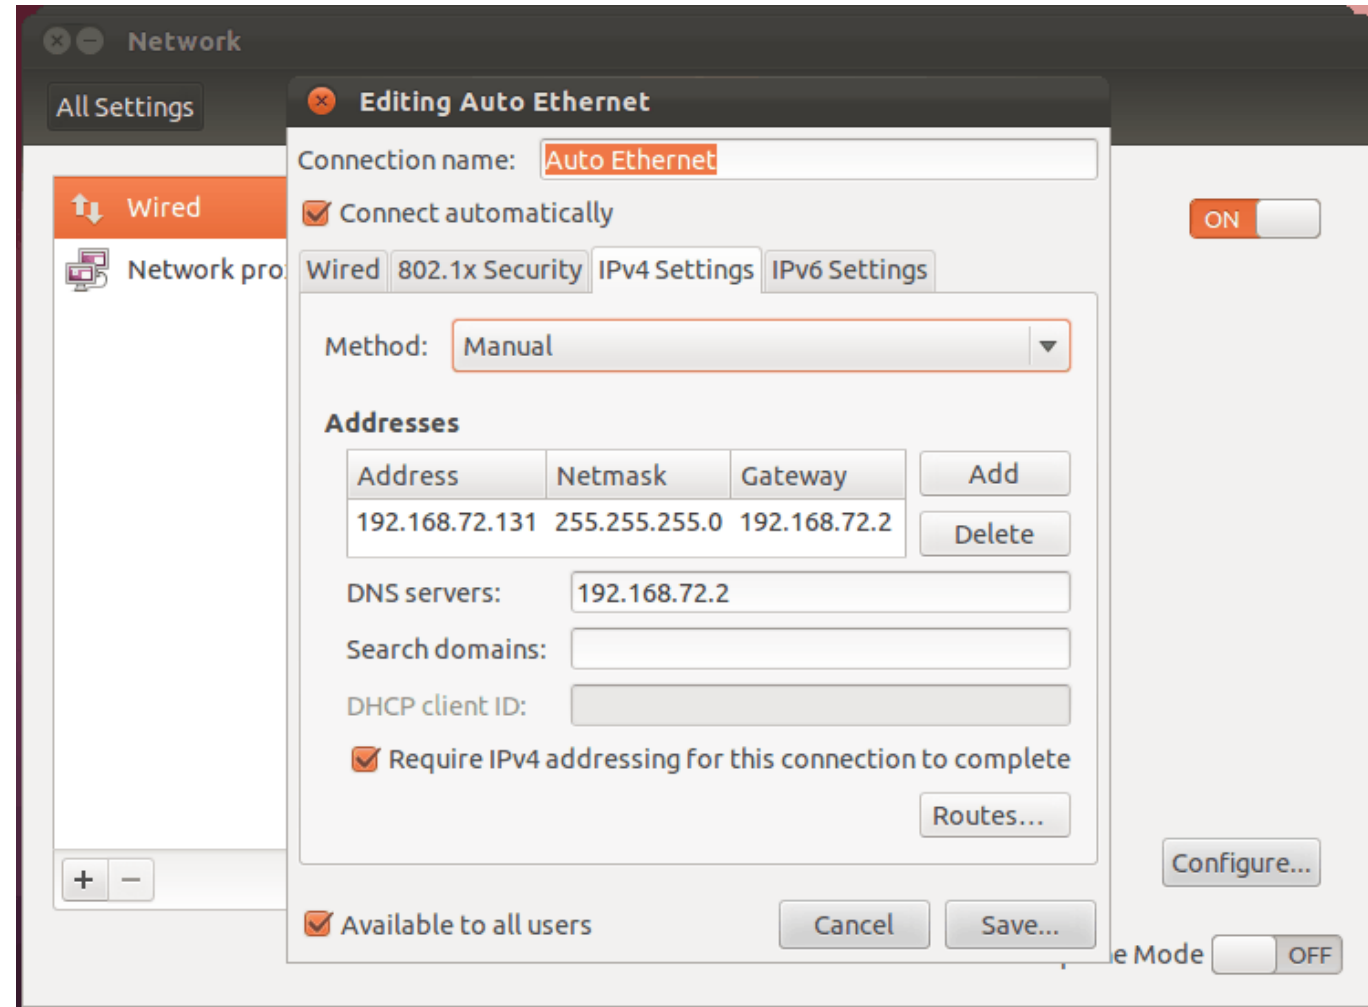 Network
All Settings
Editing Auto Ethernet
Connection name: Auto Ethernet
Wired
Connect automatically
ON
Network pro
Wired 802.1x Security IPv4 Settings IPv6 Settings
Method: Manual
Addresses
Address Netmask Gateway Add
192.168.72.131 255.255.255.0 192.168.72.2
Delete
DNS servers: 192.168.72.2
Search domains:
DHCP client ID:
Require IPv4 addressing for this connection to complete
Routes...
Configure...
+ −
Available to all users Cancel Save...
e Mode OFF